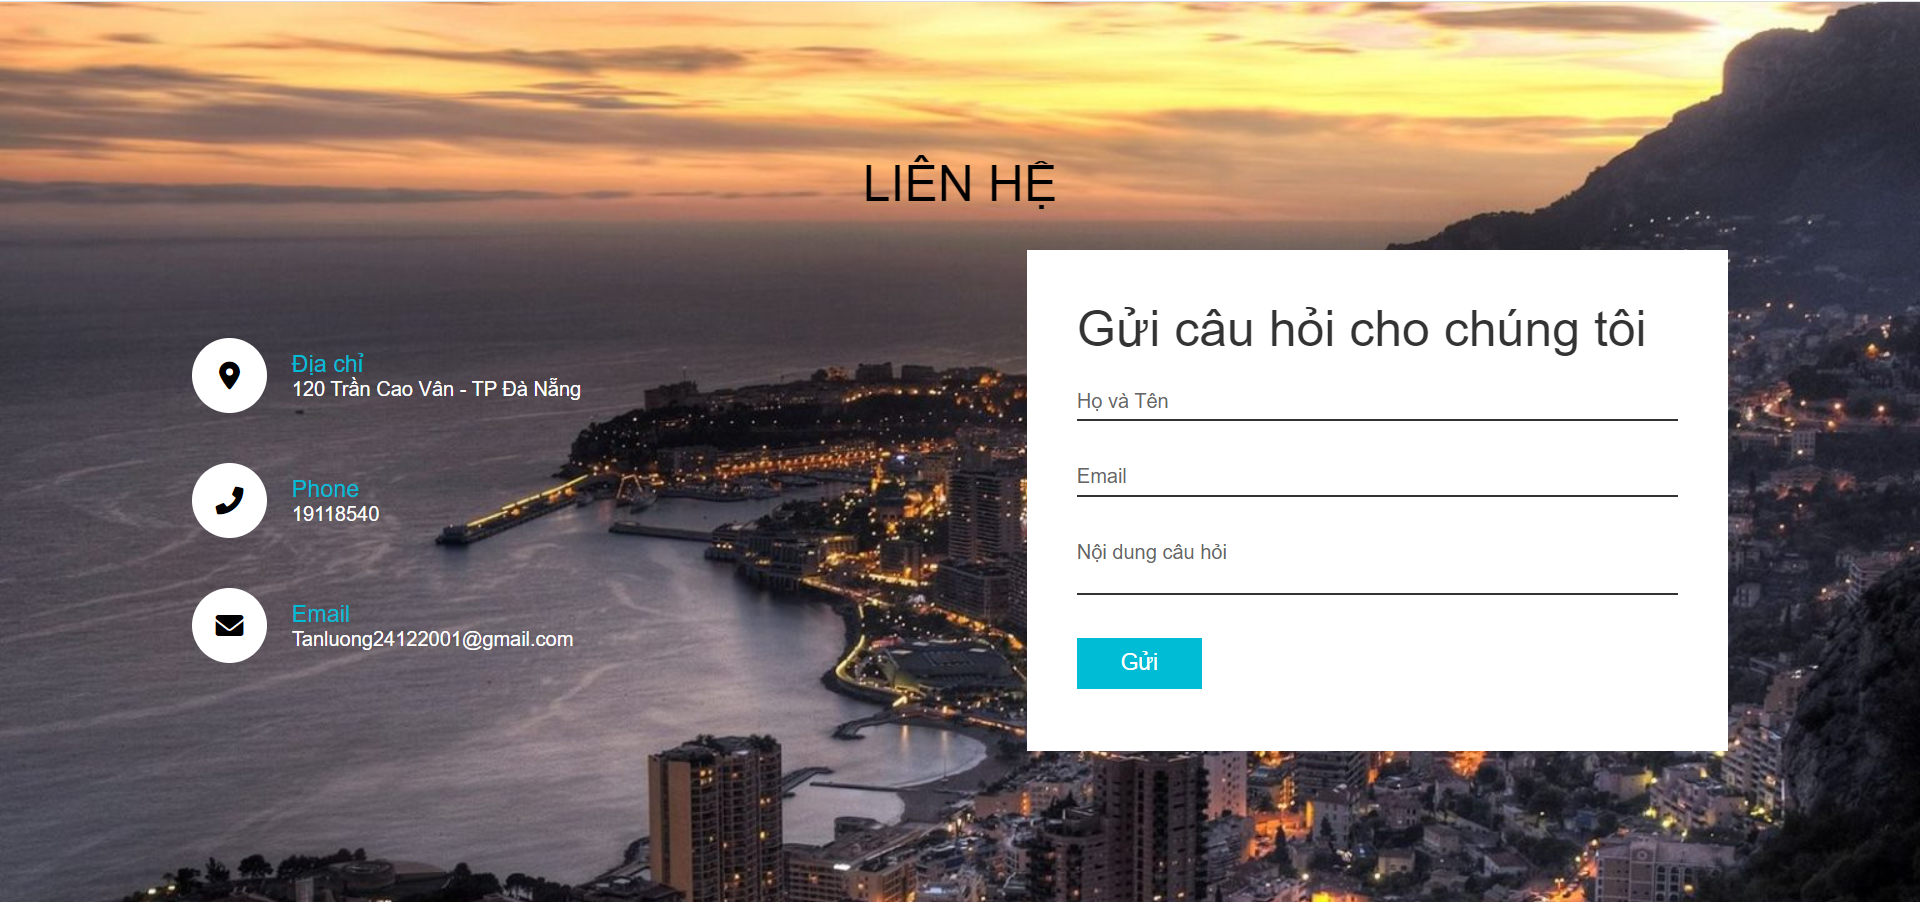 LIÊN HỆ
Địa chỉ
120 Trần Cao Vân - TP Đà Nẵng
Phone
19118540
Email
Tanluong24122001@gmail.com
Gửi câu hỏi cho chúng tôi
Họ và Tên
Email
Nội dung câu hỏi
Gửi